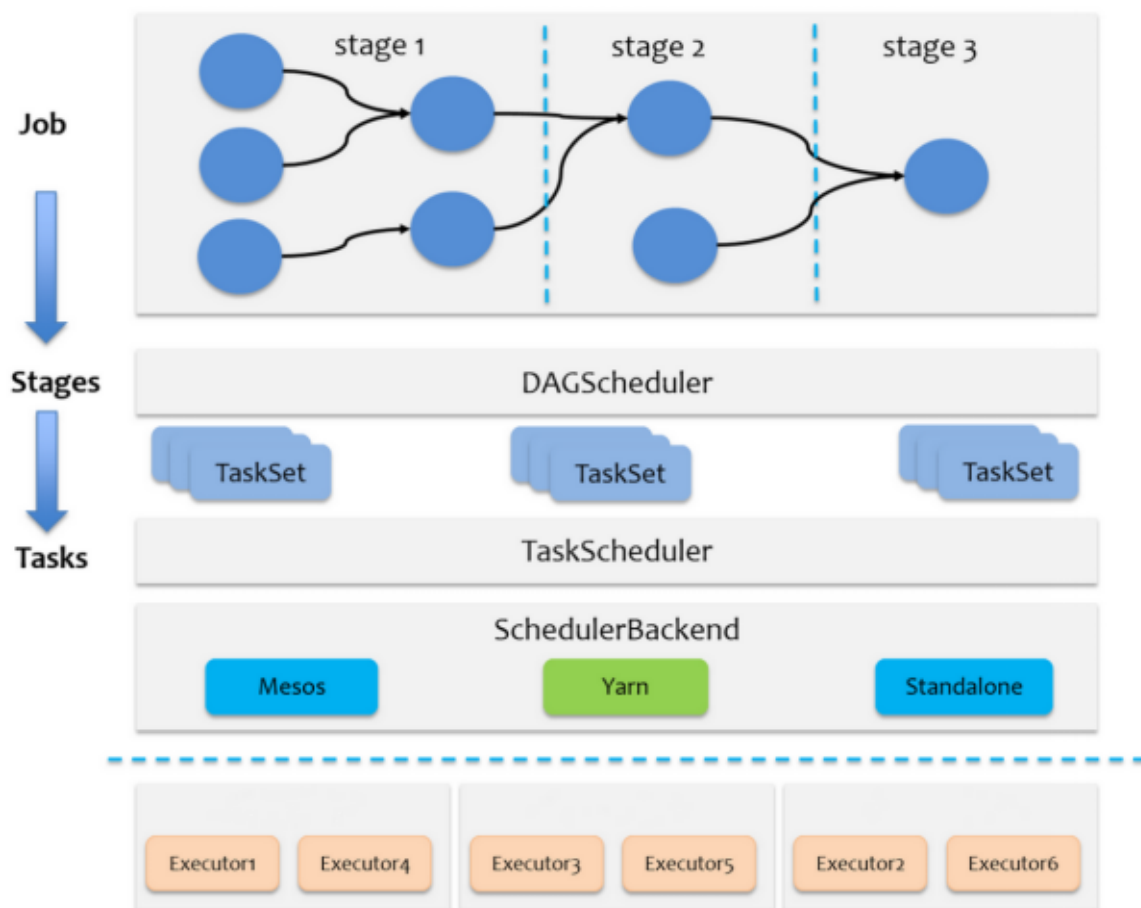 stage 1
stage 2
stage 3
Job
Stages
DAGScheduler
TaskSet
TaskSet
TaskSet
Tasks
TaskScheduler
SchedulerBackend
Mesos
Yarn
Standalone
Executor1
Executor4
Executor3
Executor5
Executor2
Executor6